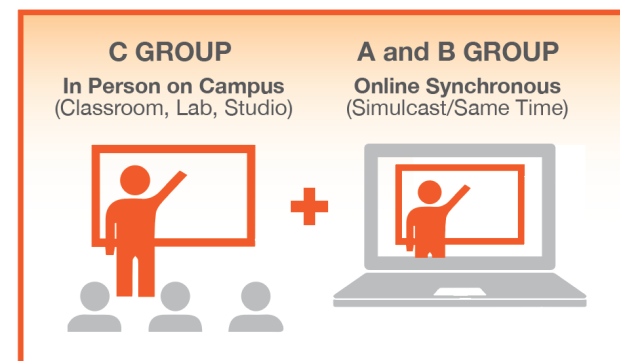 C GROUP
In Person on Campus
(Classroom, Lab, Studio)
A and B GROUP
Online Synchronous
(Simulcast/Same Time)